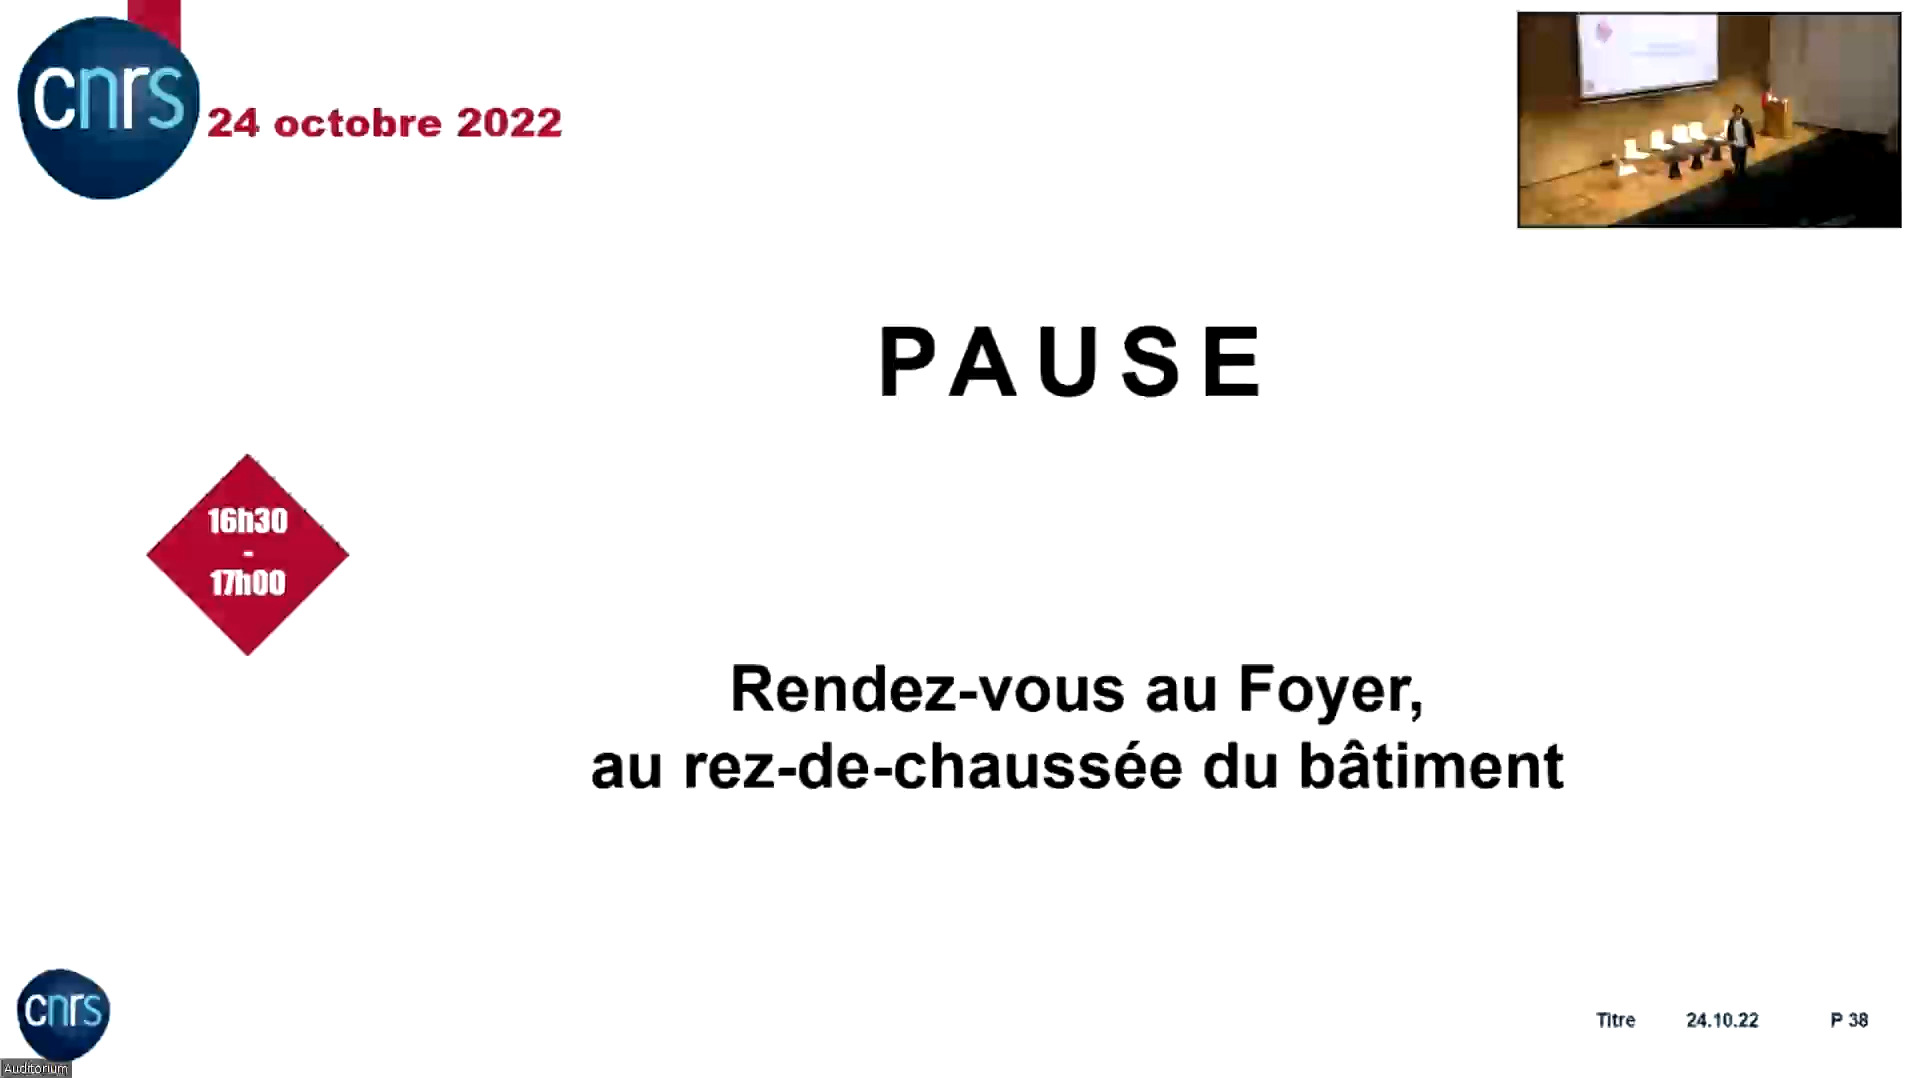 cnrs
24 octobre 2022
PAUSE
16h30
-
17h00
Rendez-vous au Foyer,
au rez-de-chaussée du bâtiment
cnrs
Titre 24.10.22 P 38
Auditorium